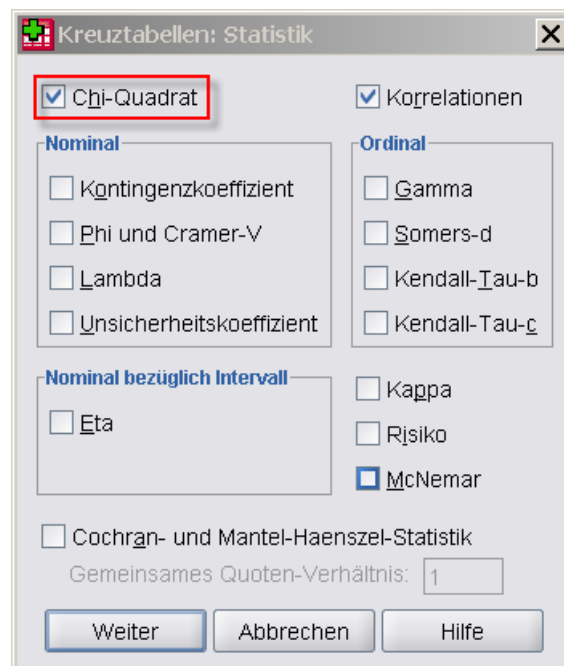 Kreuztabellen: Statistik
Chi-Quadrat
Korrelationen
Nominal
Kontingenzkoeffizient
Phi und Cramer-V
Lambda
Unsicherheitskoeffizient
Ordinal
Gamma
Somers-d
Kendall-Tau-b
Kendall-Tau-c
Nominal bezüglich Intervall
Eta
Kappa
Risiko
McNemar
Cochran- und Mantel-Haenszel-Statistik
Gemeinsames Quoten-Verhältnis: 1
Weiter Abbrechen Hilfe